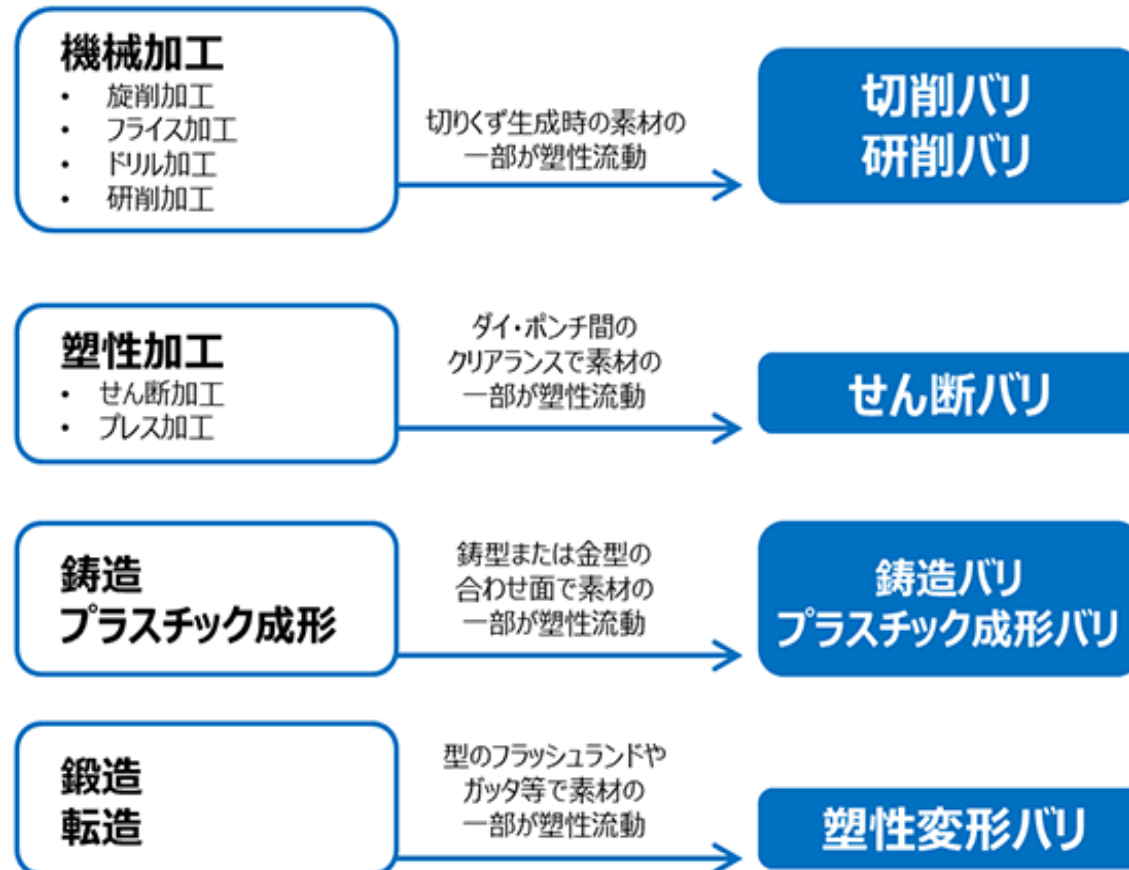 機械加工
• 旋削加工
• フライス加工
• ドリル加工
• 研削加工
切りくず生成時の素材の
一部が塑性流動
切削バリ
研削バリ
塑性加工
• せん断加工
• プレス加工
ダイ・ポンチ間の
クリアランスで素材の
一部が塑性流動
せん断バリ
鋳造
プラスチック成形
鋳型または金型の
合わせ面で素材の
一部が塑性流動
鋳造バリ
プラスチック成形バリ
鍛造
転造
型のフラッシュランドや
ガッタ等で素材の
一部が塑性流動
塑性変形バリ